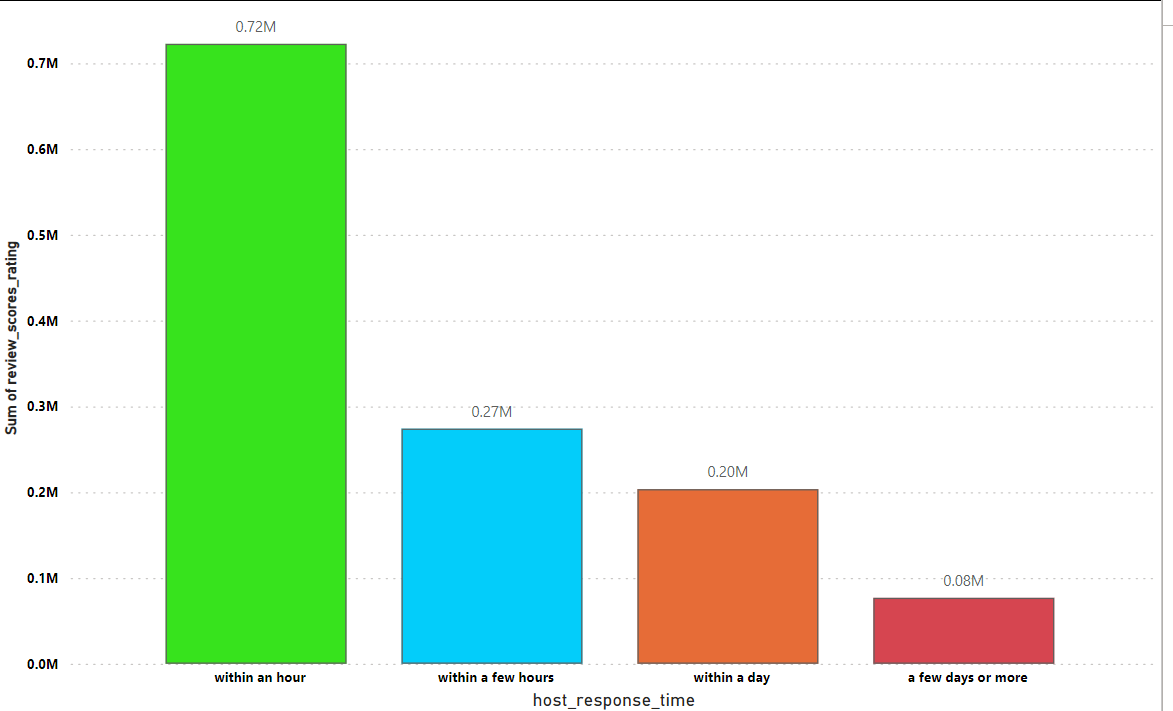 0.72M
0.7M
0.6M
0.5M
0.4M
0.3M
0.27M
0.20M
0.2M
0.08M
0.1M
0.0M
Sum of review_scores_rating
within an hour
within a few hours
within a day
a few days or more
host_response_time